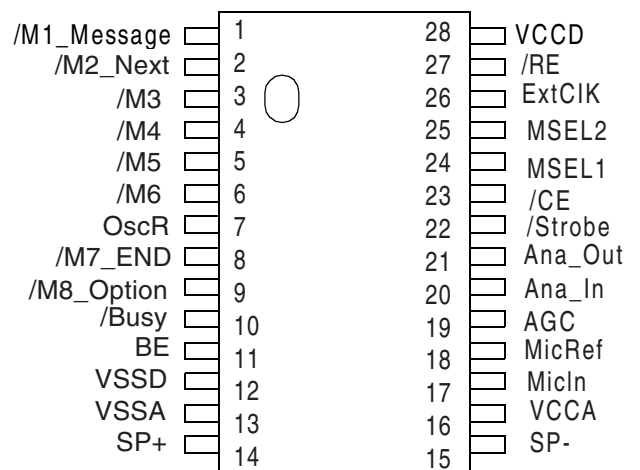 /M1_Message 1 28 VCCD
/M2_Next 2 27 /RE
/M3 3 26 ExtClK
/M4 4 25 MSEL2
/M5 5 24 MSEL1
/M6 6 23 /CE
OscR 7 22 /Strobe
/M7_END 8 21 Ana_Out
/M8_Option 9 20 Ana_In
/Busy 10 19 AGC
BE 11 18 MicRef
VSSD 12 17 MicIn
VSSA 13 16 VCCA
SP+ 14 15 SP-